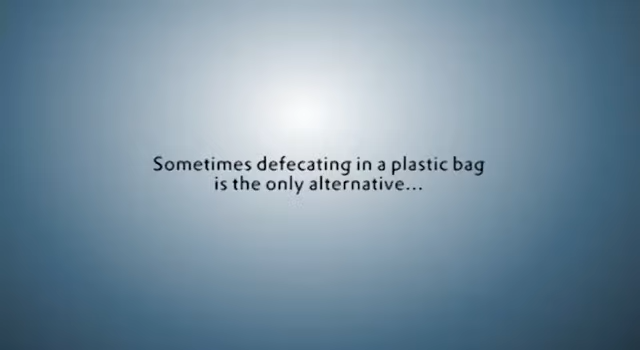 Sometimes defecating in a plastic bag
is the only alternative...